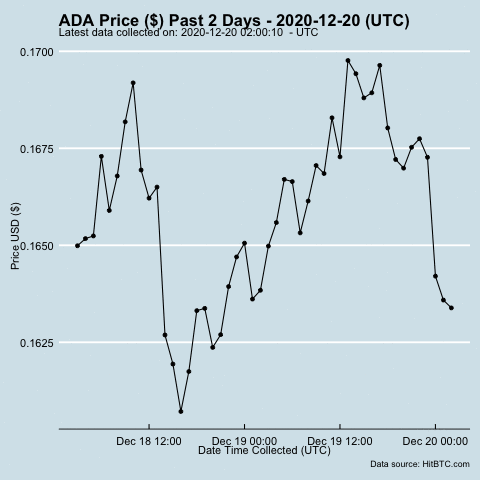 ADA Price ($) Past 2 Days - 2020-12-20 (UTC)
Latest data collected on: 2020-12-20 02:00:10 - UTC
0.1700
0.1675
0.1650
0.1625
Price USD ($)
Dec 18 12:00 Dec 19 00:00 Dec 19 12:00 Dec 20 00:00
Date Time Collected (UTC)
Data source: HitBTC.com